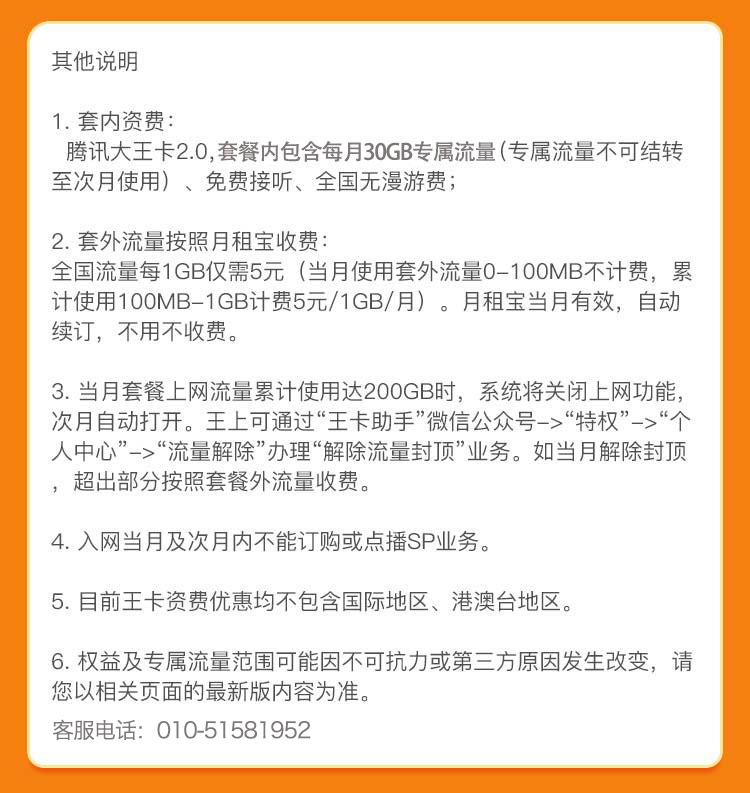 其他说明
1. 套内资费：
腾讯大王卡2.0,套餐内包含每月30GB专属流量(专属流量不可结转
至次月使用）、免费接听、全国无漫游费；
2. 套外流量按照月租宝收费：
全国流量每1GB仅需5元（当月使用套外流量0-100MB不计费，累
计使用100MB-1GB计费5元/1GB/月）。月租宝当月有效，自动
续订，不用不收费。
3. 当月套餐上网流量累计使用达200GB时，系统将关闭上网功能，
次月自动打开。王上可通过“王卡助手”微信公众号->“特权”->“个
人中心”->“流量解除”办理“解除流量封顶”业务。如当月解除封顶
，超出部分按照套餐外流量收费。
4. 入网当月及次月内不能订购或点播SP业务。
5. 目前王卡资费优惠均不包含国际地区、港澳台地区。
6. 权益及专属流量范围可能因不可抗力或第三方原因发生改变，请
您以相关页面的最新版内容为准。
客服电话：010-51581952